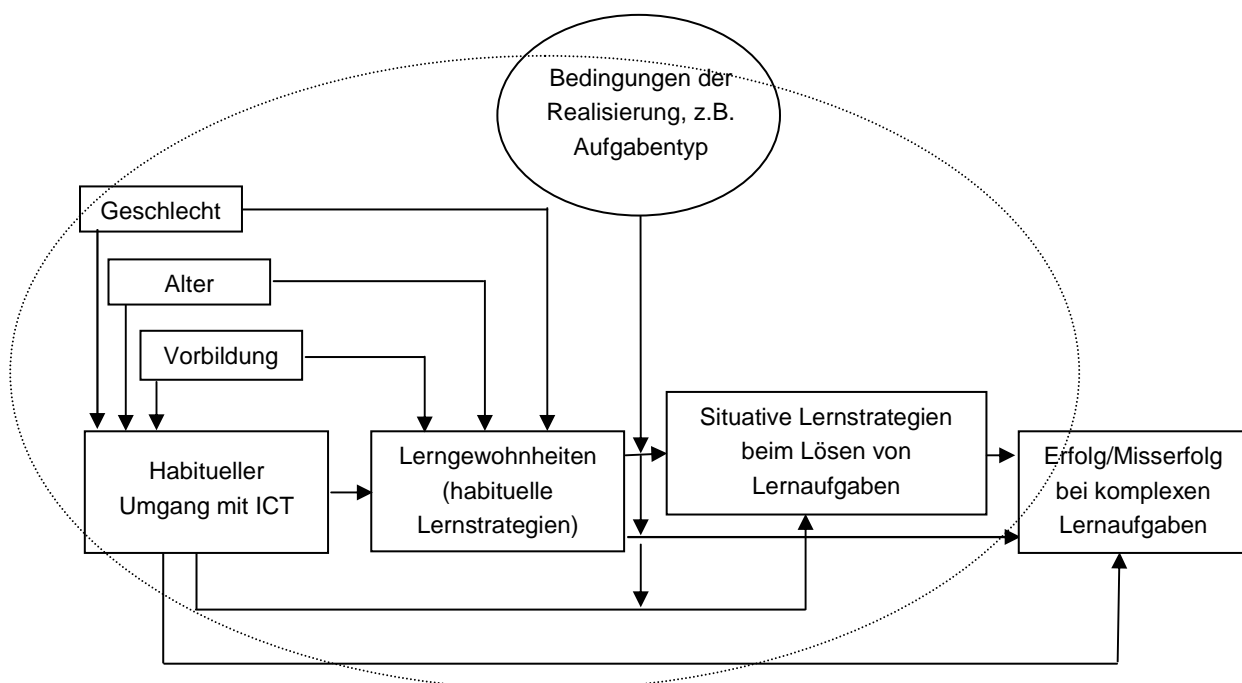 Bedingungen der
Realisierung, z.B.
Aufgabentyp
Geschlecht
Alter
Vorbildung
Habitueller
Umgang mit ICT
Lerngewohnheiten
(habituelle
Lernstrategien)
Situative Lernstrategien
beim Lösen von
Lernaufgaben
Erfolg/Misserfolg
bei komplexen
Lernaufgaben